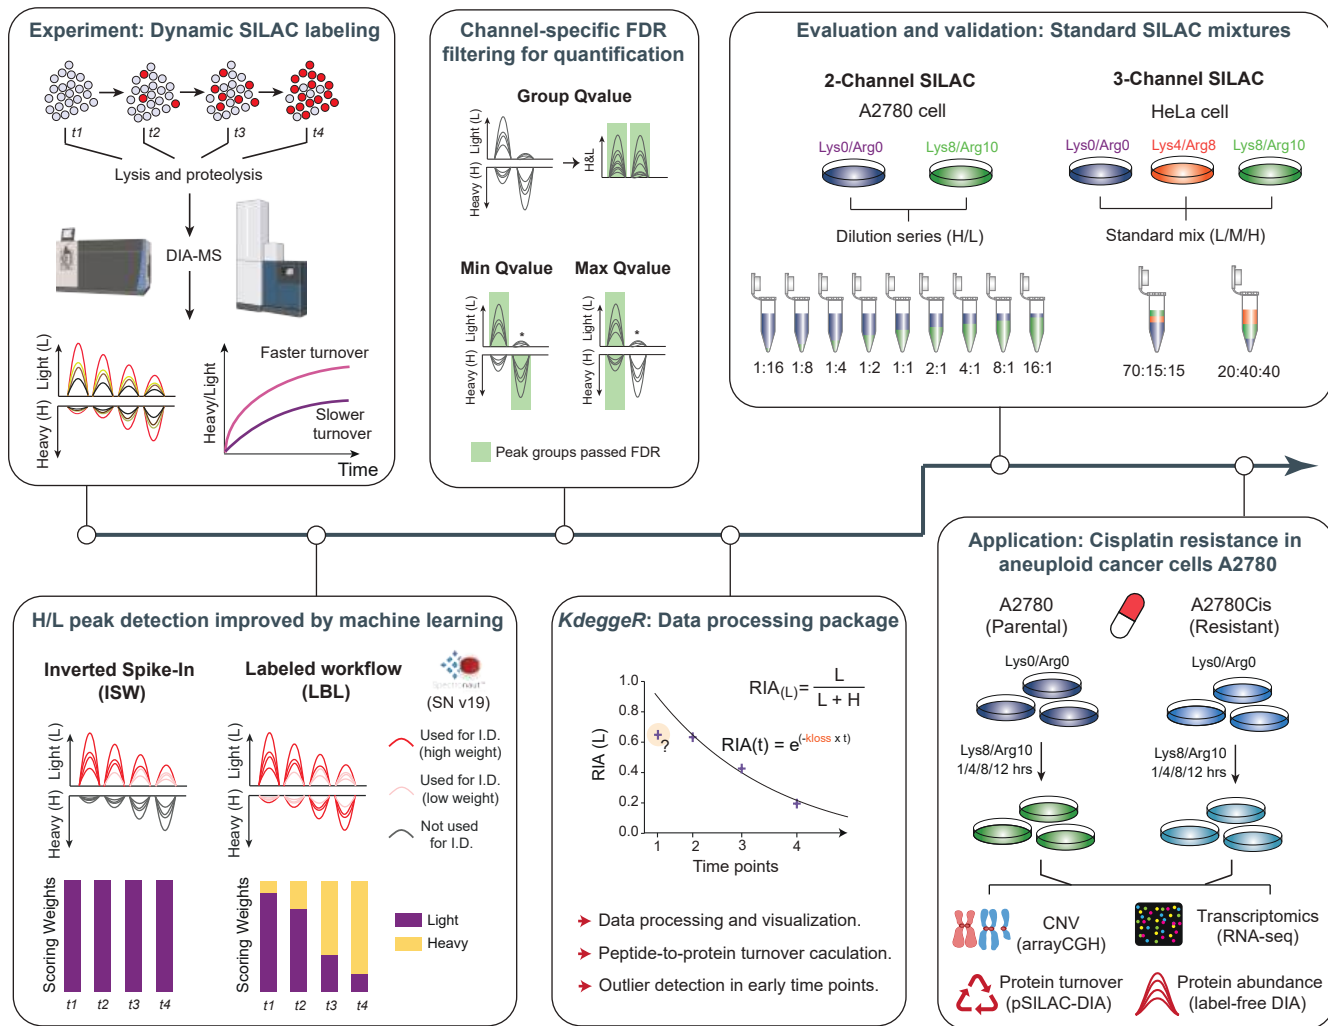 Experiment: Dynamic SILAC labeling
t1
t2
t3
t4
Lysis and proteolysis
DIA-MS
Light (L)
Heavy (H)
Heavy/Light
Faster turnover
Slower
turnover
Time
Channel-specific FDR
filtering for quantification
Group Qvalue
Light (L)
Heavy (H)
H&L
Min Qvalue
Max Qvalue
Light (L)
Heavy (H)
*
Light (L)
Heavy (H)
*
Peak groups passed FDR
Evaluation and validation: Standard SILAC mixtures
2-Channel SILAC
A2780 cell
Lys0/Arg0
Lys8/Arg10
Dilution series (H/L)
1:16
1:8
1:4
1:2
1:1
2:1
4:1
8:1
16:1
3-Channel SILAC
HeLa cell
Lys0/Arg0
Lys4/Arg8
Lys8/Arg10
Standard mix (L/M/H)
70:15:15
20:40:40
H/L peak detection improved by machine learning
Inverted Spike-In
(ISW)
Labeled workflow
(LBL)
Spectronaut™
(SN v19)
Light (L)
Heavy (H)
Light (L)
Heavy (H)
Used for I.D.
(high weight)
Used for I.D.
(low weight)
Not used
for I.D.
Scoring Weights
t1
t2
t3
t4
Scoring Weights
t1
t2
t3
t4
Light
Heavy
KdeggeR: Data processing package
RIA (L)
1.0
0.8
0.6
0.4
0.2
0.0
?
RIA(L)= L / L + H
RIA(t) = e(-kloss x t)
1
2
3
4
Time points
Data processing and visualization.
Peptide-to-protein turnover caculation.
Outlier detection in early time points.
Application: Cisplatin resistance in
aneuploid cancer cells A2780
A2780
(Parental)
A2780Cis
(Resistant)
Lys0/Arg0
Lys0/Arg0
Lys8/Arg10
1/4/8/12 hrs
Lys8/Arg10
1/4/8/12 hrs
CNV
(arrayCGH)
Transcriptomics
(RNA-seq)
Protein turnover
(pSILAC-DIA)
Protein abundance
(label-free DIA)